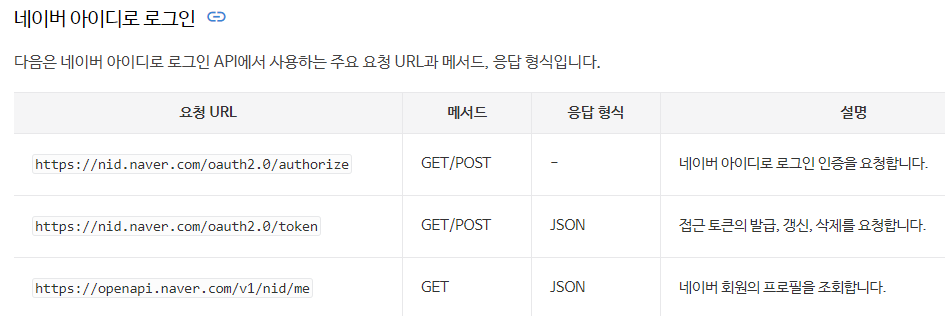 네이버 아이디로 로그인
다음은 네이버 아이디로 로그인 API에서 사용하는 주요 요청 URL과 메서드, 응답 형식입니다.
요청 URL 메서드 응답 형식 설명
https://nid.naver.com/oauth2.0/authorize GET/POST - 네이버 아이디로 로그인 인증을 요청합니다.
https://nid.naver.com/oauth2.0/token GET/POST JSON 접근 토큰의 발급, 갱신, 삭제를 요청합니다.
https://openapi.naver.com/v1/nid/me GET JSON 네이버 회원의 프로필을 조회합니다.